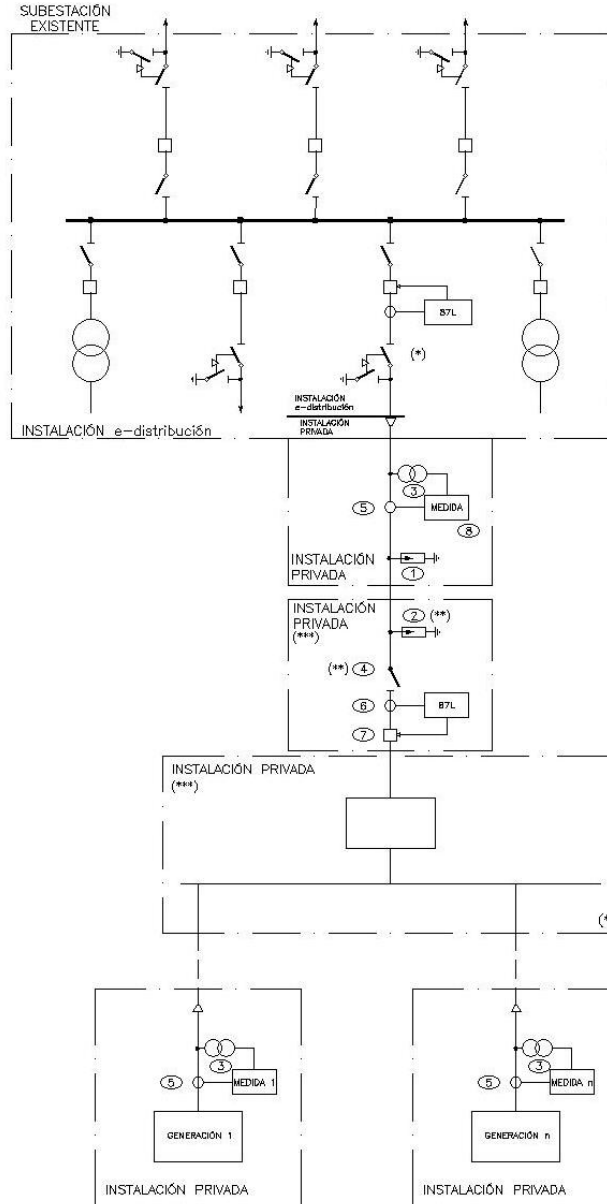 SUBESTACIÓN
EXISTENTE
87L
(*)
INSTALACIÓN
e-distribución
INSTALACIÓN
PRIVADA
INSTALACIÓN e-distribución
3
5
MEDIDA
8
INSTALACIÓN
PRIVADA
1
INSTALACIÓN
PRIVADA
(***)
2 (**)
(**) 4
6
87L
7
INSTALACIÓN PRIVADA
(***)
(*
3
5
MEDIDA 1
GENERACIÓN 1
INSTALACIÓN PRIVADA
3
5
MEDIDA n
GENERACIÓN n
INSTALACIÓN PRIVADA